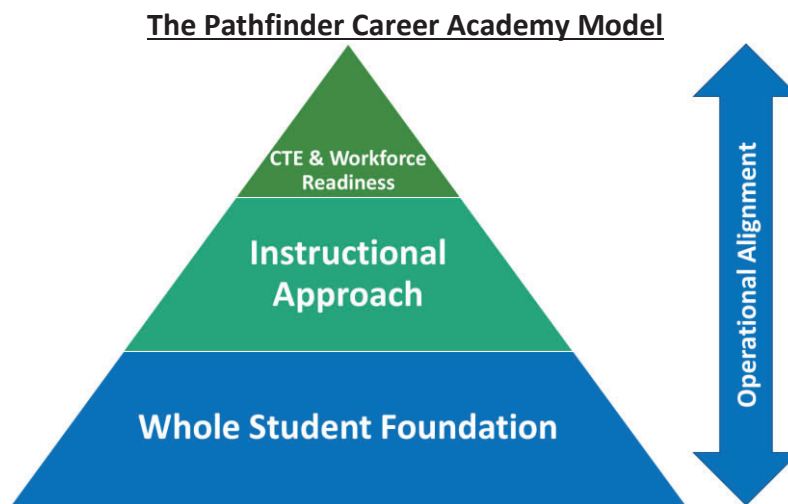 The Pathfinder Career Academy Model
CTE & Workforce
Readiness
Instructional
Approach
Whole Student Foundation
Operational Alignment